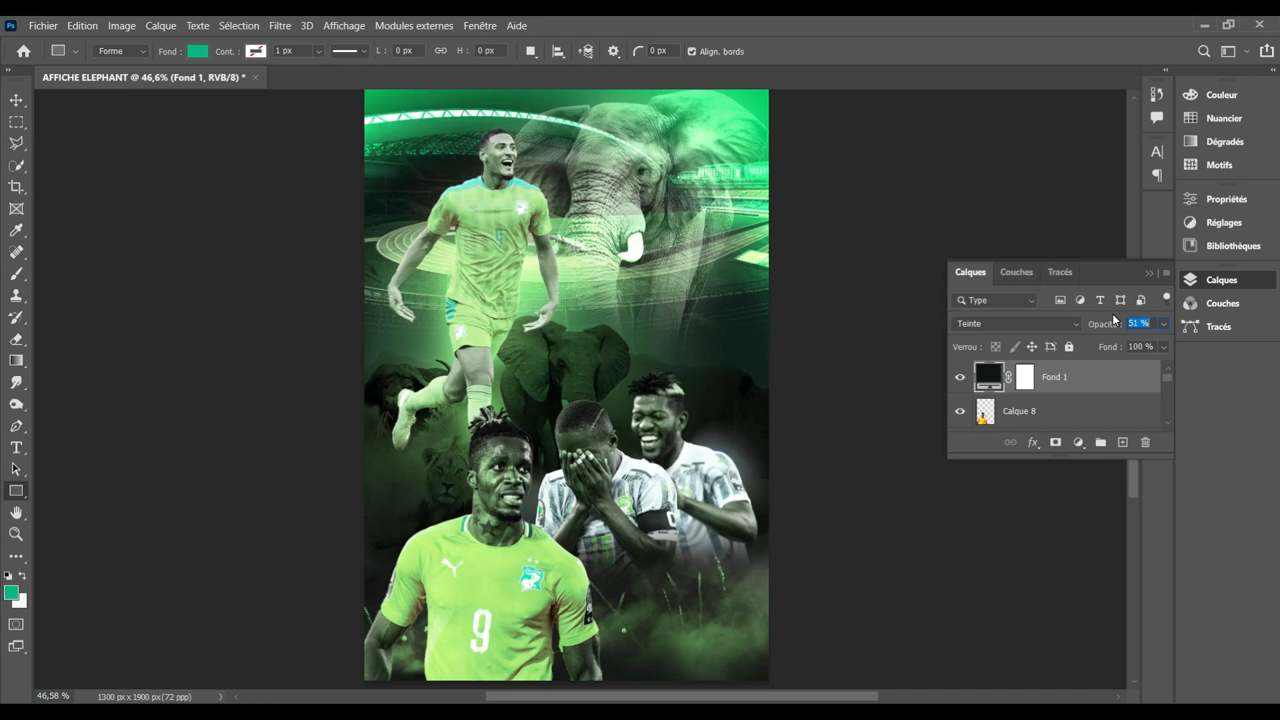 Ps Fichier Edition Image Calque Texte Sélection Filtre 3D Affichage Modules externes Fenêtre Aide
Forme Fond : Cont. : 1 px L : 0 px H : 0 px 0 px Align. bords
AFFICHE ELEPHANT @ 46,6% (Fond 1, RVB/8) *
Couleur
Nuancier
Dégradés
Motifs
Propriétés
Réglages
Bibliothèques
Calques
Couches
Tracés
Calques Couches Tracés
Type
Teinte 51 %
Verrou : Fond : 100 %
Fond 1
Calque 8
fx
9
46,58 % 1300 px x 1900 px (72 ppp)